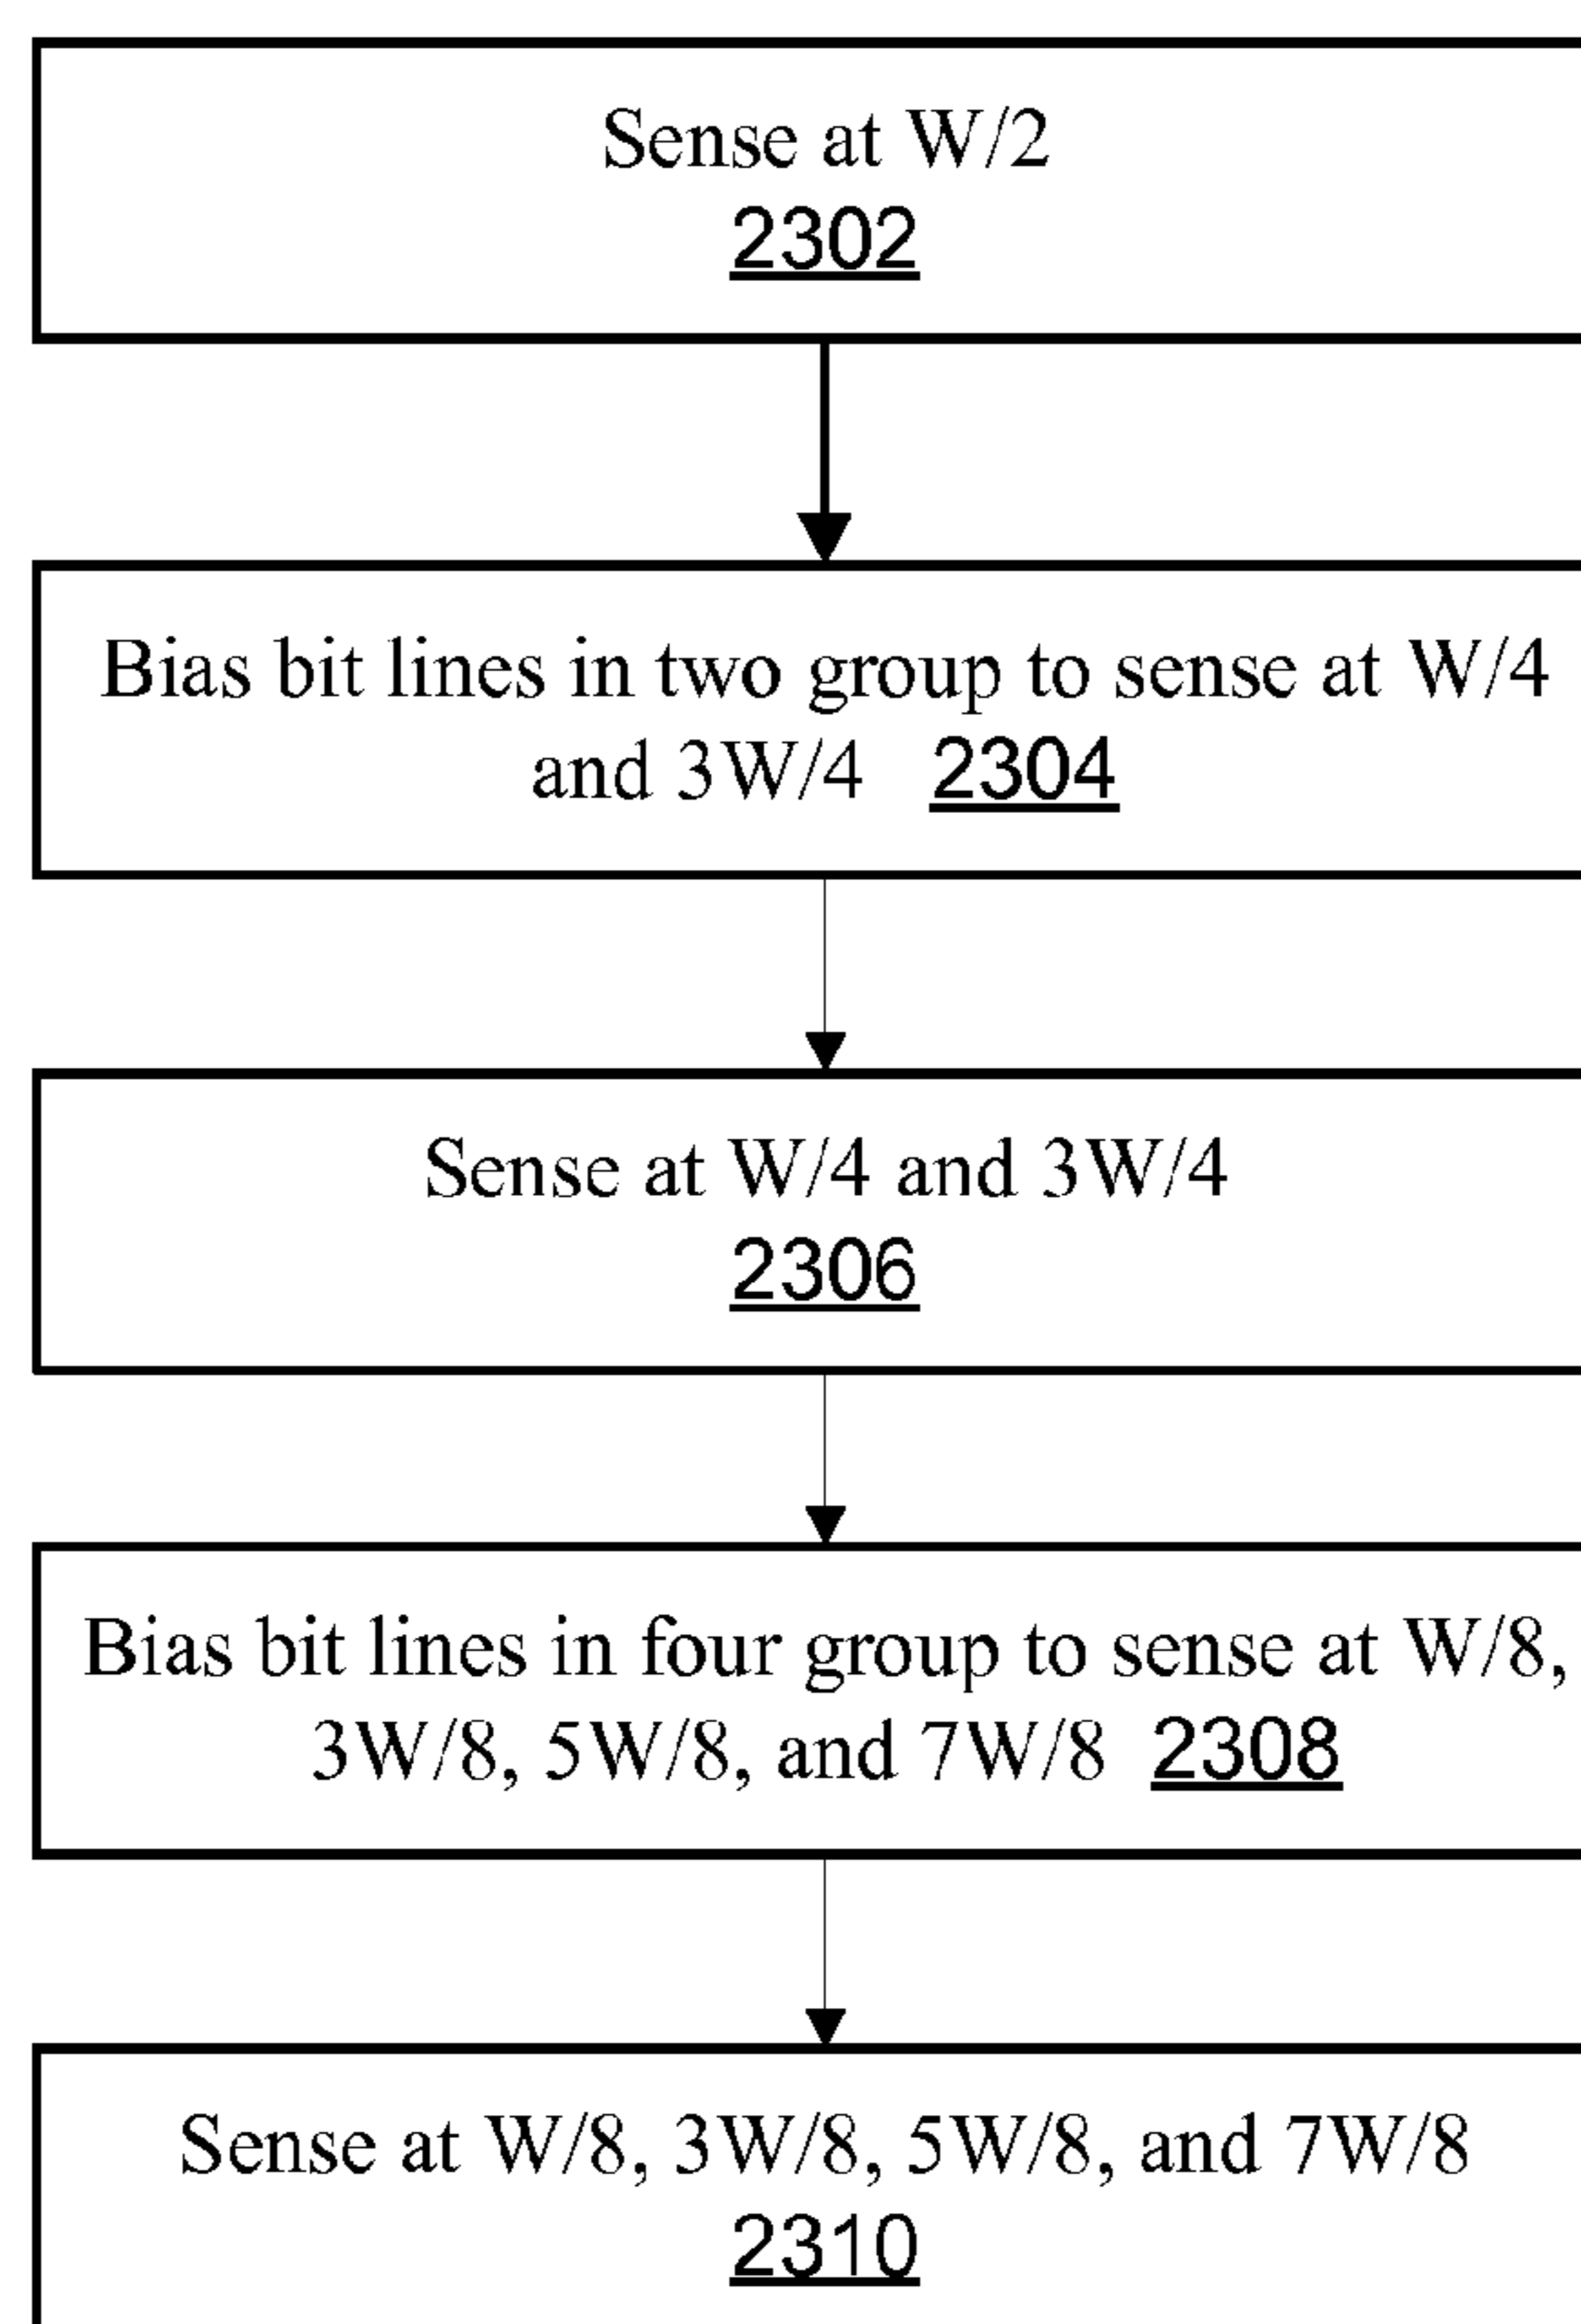 Sense at W/2
2302
Bias bit lines in two group to sense at W/4
and 3W/4 2304
Sense at W/4 and 3W/4
2306
Bias bit lines in four group to sense at W/8,
3W/8, 5W/8, and 7W/8 2308
Sense at W/8, 3W/8, 5W/8, and 7W/8
2310